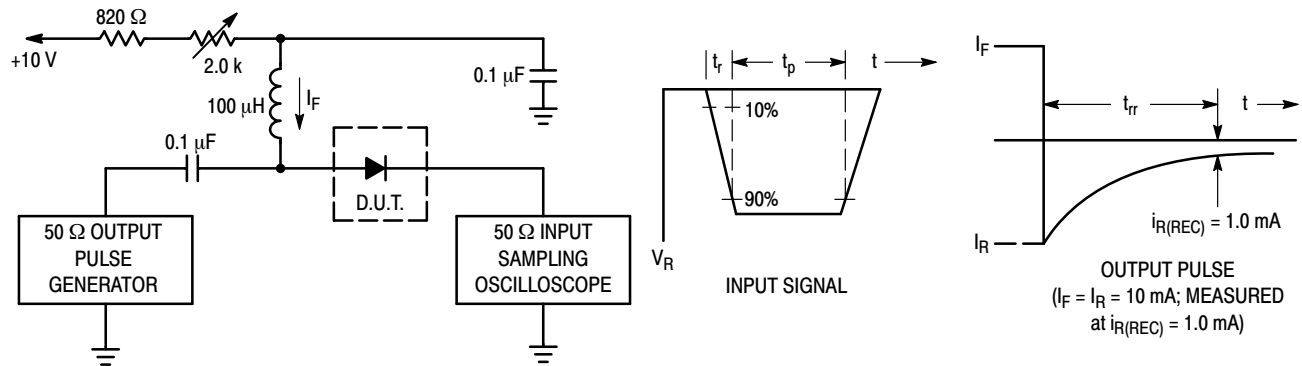 820 Ω
+10 V
2.0 k
100 µH
I_F
0.1 µF
0.1 µF
D.U.T.
50 Ω OUTPUT
PULSE
GENERATOR
50 Ω INPUT
SAMPLING
OSCILLOSCOPE
t_r
t_p
t
10%
90%
V_R
INPUT SIGNAL
I_F
t_rr
t
I_R
i_R(REC) = 1.0 mA
OUTPUT PULSE
(I_F = I_R = 10 mA; MEASURED
at i_R(REC) = 1.0 mA)